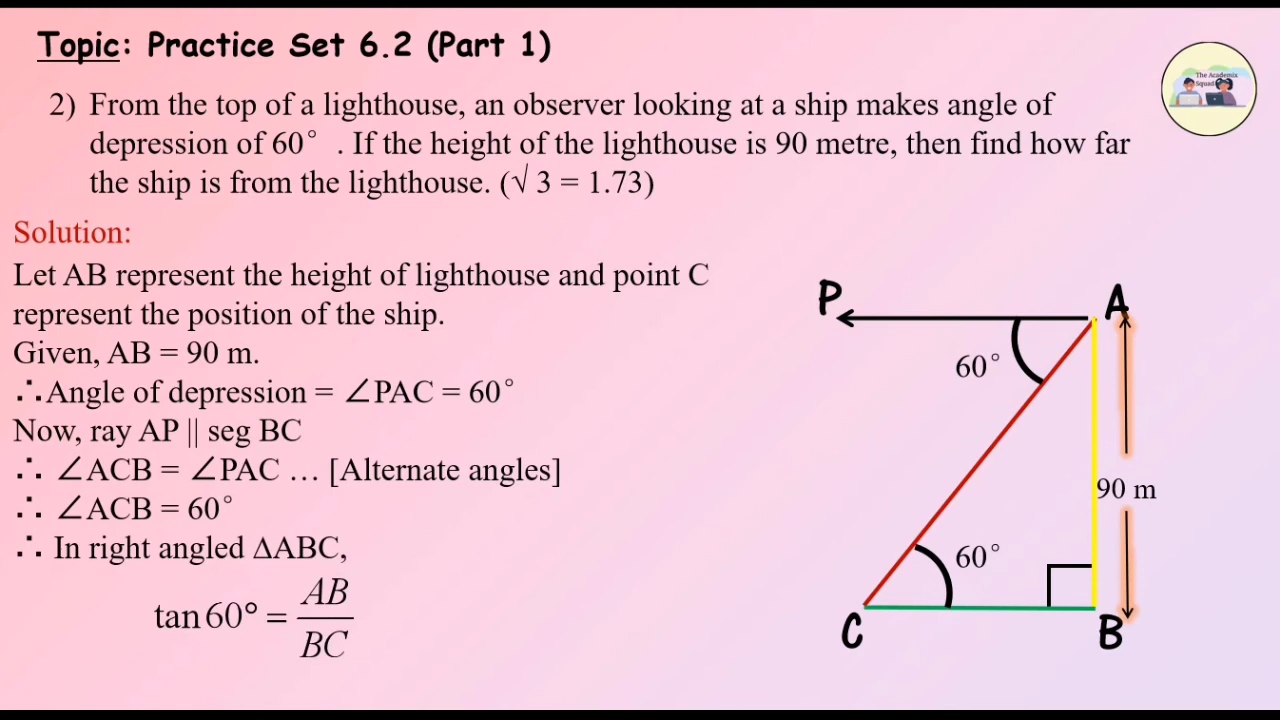 Topic: Practice Set 6.2 (Part 1)
The Academix
Squad
2) From the top of a lighthouse, an observer looking at a ship makes angle of
depression of 60° . If the height of the lighthouse is 90 metre, then find how far
the ship is from the lighthouse. (√ 3 = 1.73)
Solution:
Let AB represent the height of lighthouse and point C
represent the position of the ship.
Given, AB = 90 m.
∴Angle of depression = ∠PAC = 60°
Now, ray AP || seg BC
∴ ∠ACB = ∠PAC … [Alternate angles]
∴ ∠ACB = 60°
∴ In right angled ΔABC,
tan 60° = AB/BC
P
A
60°
90 m
60°
C
B